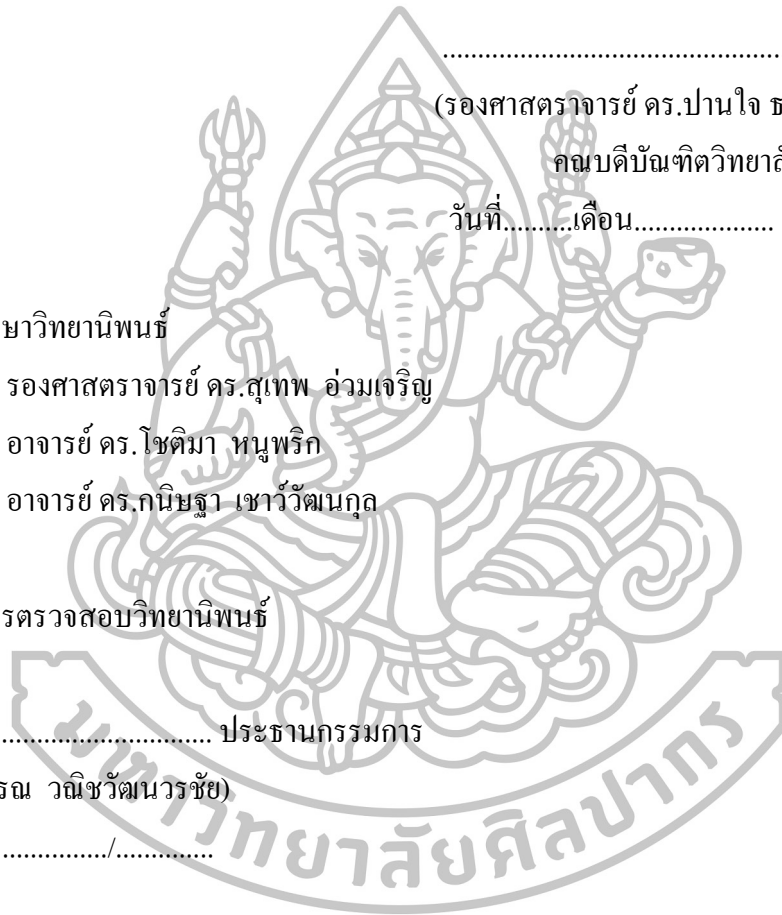 ................................................
(รองศาสตราจารย์ ดร.ปานใจ
คณบดีบัณฑิตวิทยาลั
วันที่..........เดือน....................
ษาวิทยานิพนธ์
รองศาสตราจารย์ ดร.สุเทพ อ่วมเจริญ
อาจารย์ ดร.โชติมา หนูพริก
อาจารย์ ดร.กนิษฐา เชาว์วัฒนกุล
รตรวจสอบวิทยานิพนธ์
.............................. ประธานกรรมการ
รณ วณิชวัฒนวรชัย)
.............../..............
มหาวิทยาลัยศิลปากร